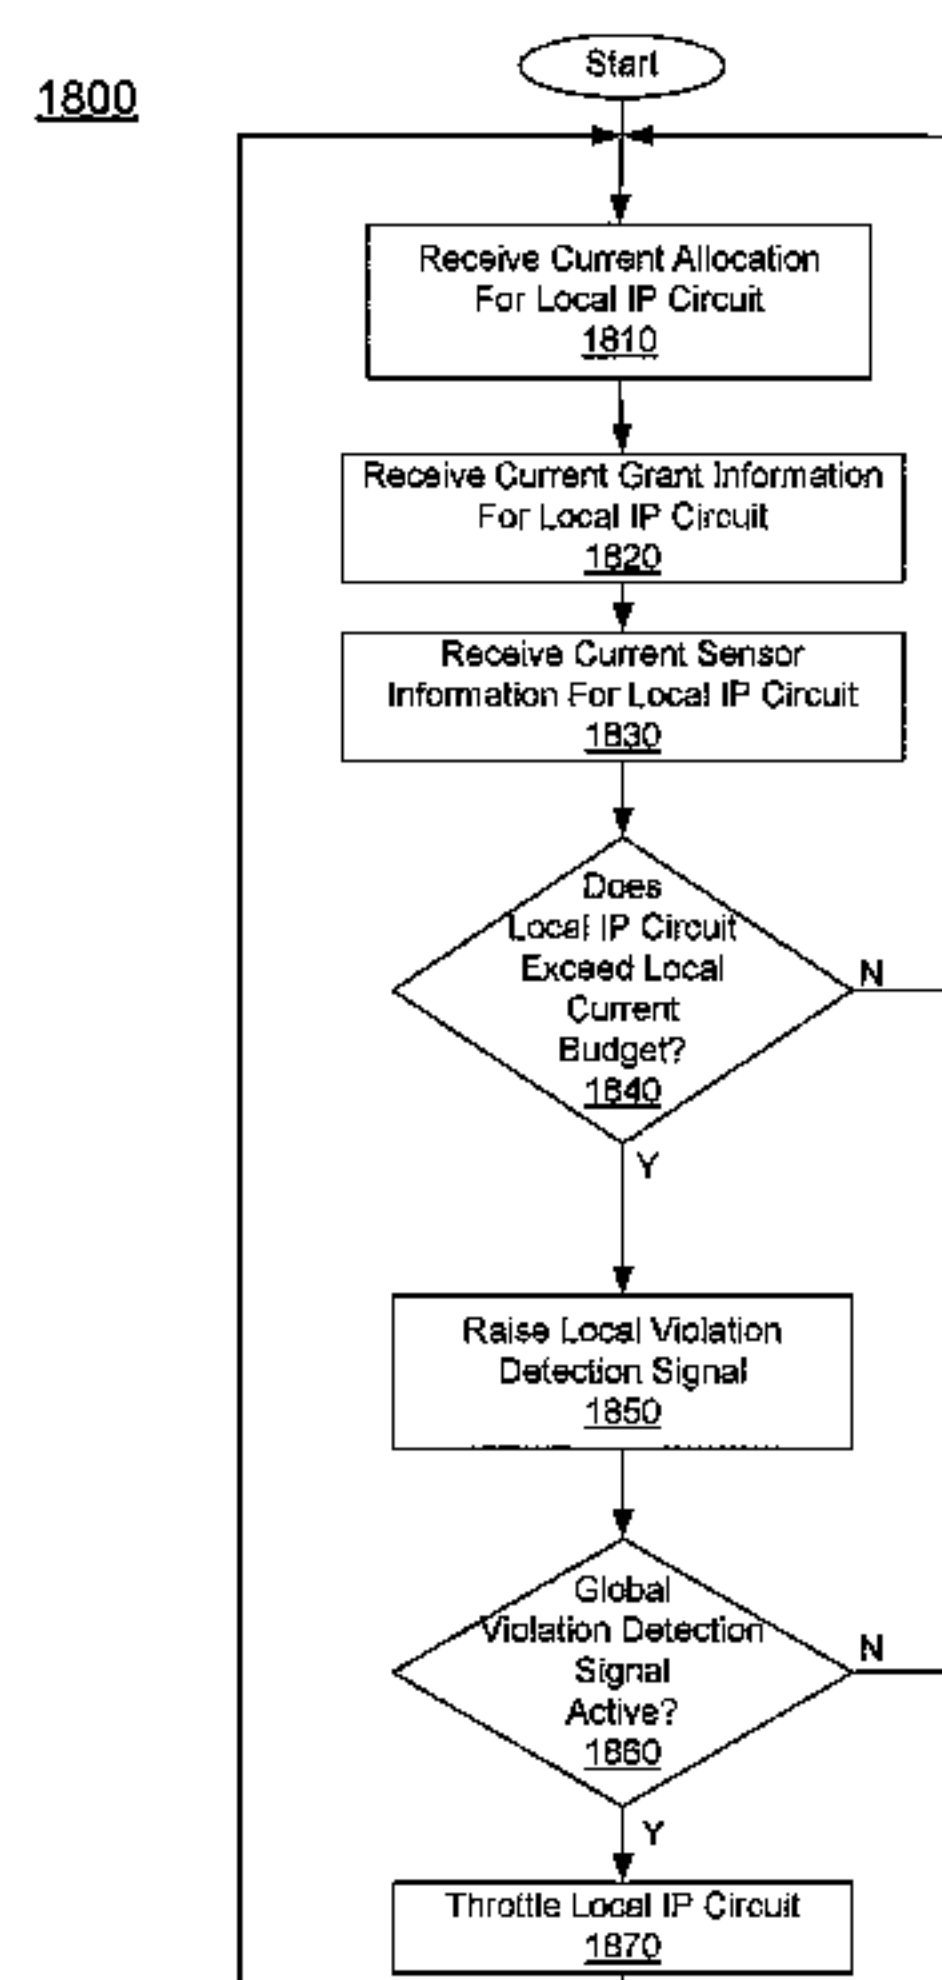 1800
Start
Receive Current Allocation
For Local IP Circuit
1810
Receive Current Grant Information
For Local IP Circuit
1820
Receive Current Sensor
Information For Local IP Circuit
1830
Does
Local IP Circuit
Exceed Local
Current
Budget?
1840
N
Y
Raise Local Violation
Detection Signal
1850
Global
Violation Detection
Signal
Active?
1860
N
Y
Throttle Local IP Circuit
1870